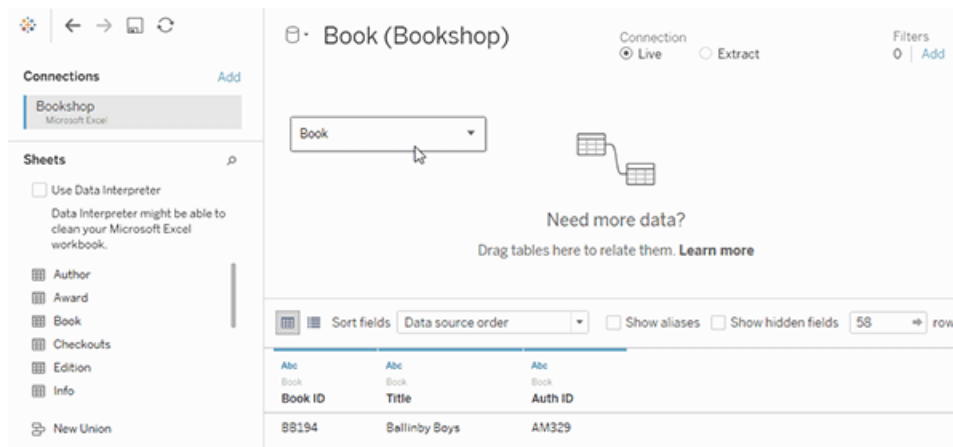 Book (Bookshop)
Connection
Live
Extract
Filters
0 | Add
Connections
Add
Bookshop
Microsoft Excel
Sheets
Use Data Interpreter
Data Interpreter might be able to
clean your Microsoft Excel
workbook.
Author
Award
Book
Checkouts
Edition
Info
New Union
Book
Need more data?
Drag tables here to relate them. Learn more
Sort fields
Data source order
Show aliases
Show hidden fields
58
Abc
Abc
Abc
Book
Book
Book
Book ID
Title
Auth ID
BB194
Ballinby Boys
AM329